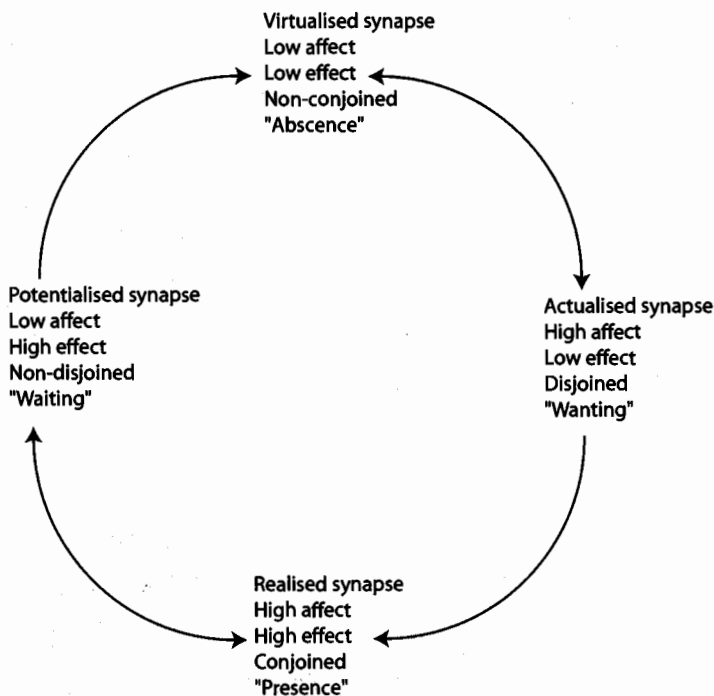 Virtualised synapse
Low affect
Low effect
Non-conjoined
"Abscence"
Potentialised synapse
Low affect
High effect
Non-disjoined
"Waiting"
Actualised synapse
High affect
Low effect
Disjoined
"Wanting"
Realised synapse
High affect
High effect
Conjoined
"Presence"